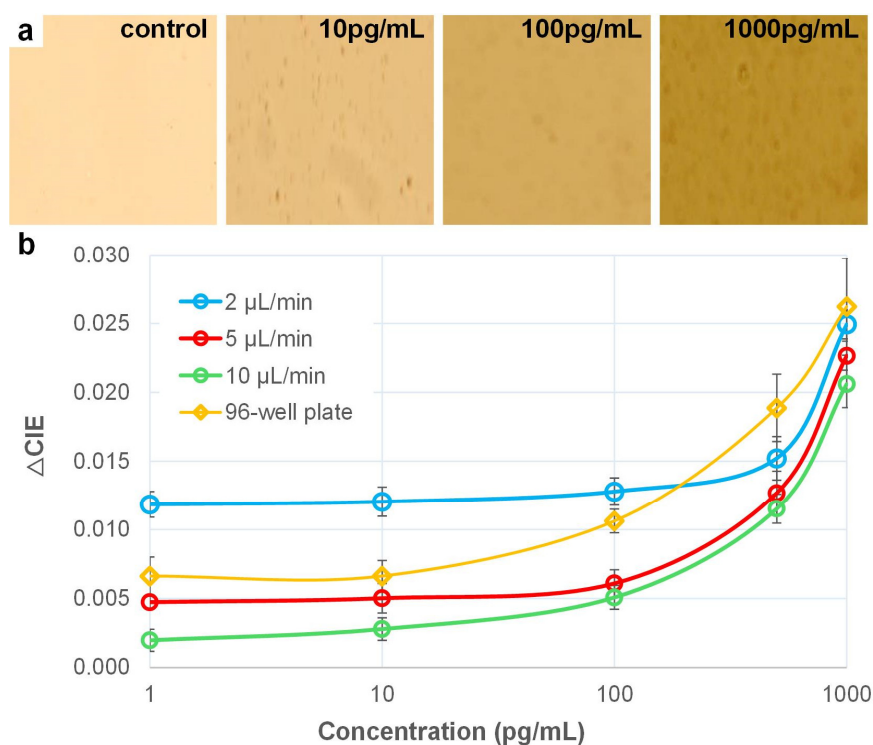 a
control
10pg/mL
100pg/mL
1000pg/mL
b
0.030
0.025
0.020
0.015
0.010
0.005
0.000
△CIE
2 μL/min
5 μL/min
10 μL/min
96-well plate
1
10
100
1000
Concentration (pg/mL)